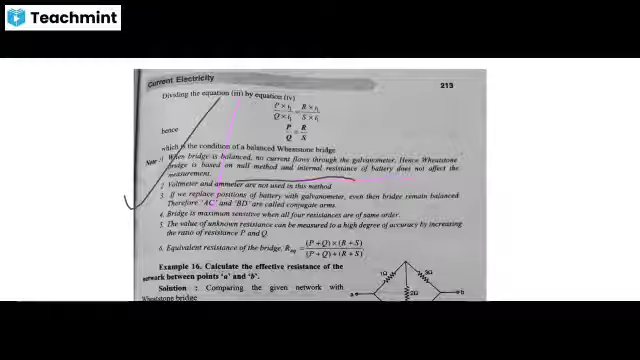 Teachmint
Current Electricity
213
Dividing the equation (iii) by equation (iv)
P × i₁ / Q × i₁ = R × i₂ / S × i₂
hence P / Q = R / S
which is the condition of a balanced Wheatstone bridge
Note :1 When bridge is balanced, no current flows through the galvanometer. Hence Wheatstone
bridge is based on null method and internal resistance of battery does not affect the
measurement.
2 Voltmeter and ammeter are not used in this method
3 If we replace positions of battery with galvanometer, even then bridge remain balanced.
Therefore 'AC' and 'BD' are called conjugate arms.
4. Bridge is maximum sensitive when all four resistances are of same order.
5. The value of unknown resistance can be measured to a high degree of accuracy by increasing
the ratio of resistance P and Q.
6. Equivalent resistance of the bridge, R = (P + Q) × (R + S) / (P + Q) + (R + S)
Example 16. Calculate the effective resistance of the
network between points 'a' and 'b'.
Solution : Comparing the given network with
Wheatstone bridge
1Ω
3Ω
a
b